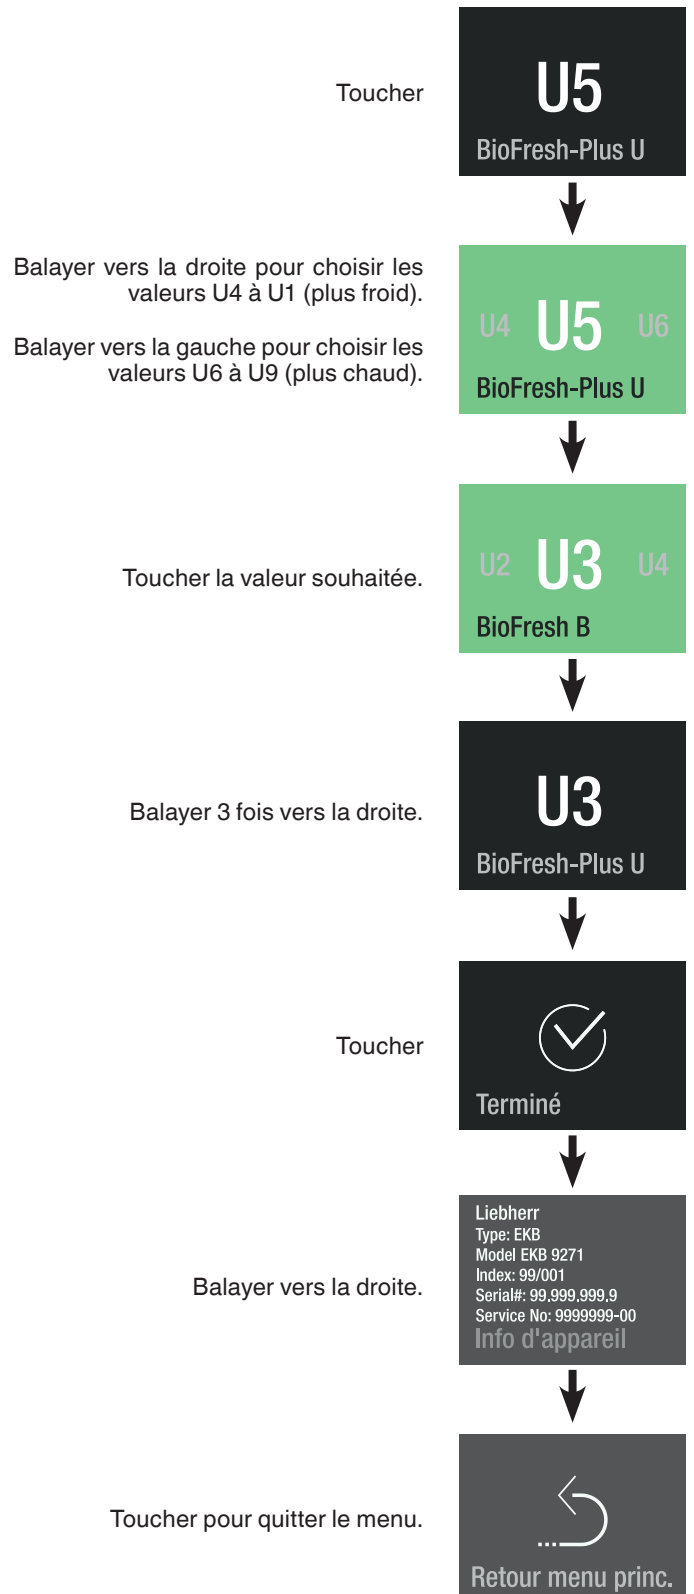 Toucher
U5
BioFresh-Plus U
Balayer vers la droite pour choisir les
valeurs U4 à U1 (plus froid).
Balayer vers la gauche pour choisir les
valeurs U6 à U9 (plus chaud).
U4 U5 U6
BioFresh-Plus U
Toucher la valeur souhaitée.
U2 U3 U4
BioFresh B
Balayer 3 fois vers la droite.
U3
BioFresh-Plus U
Toucher
Terminé
Balayer vers la droite.
Liebherr
Type: EKB
Model EKB 9271
Index: 99/001
Serial#: 99.999.999.9
Service No: 9999999-00
Info d'appareil
Toucher pour quitter le menu.
Retour menu princ.